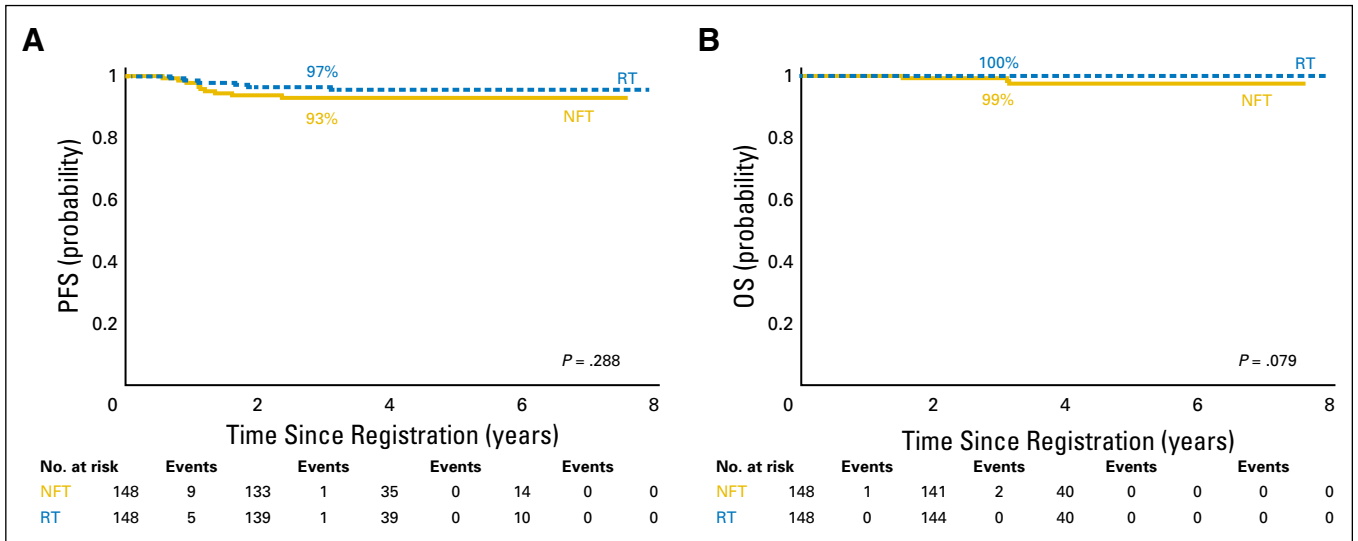 A
1
0.8
0.6
0.4
0.2
PFS (probability)
97%
93%
RT
NFT
P = .288
0 2 4 6 8
Time Since Registration (years)
No. at risk Events Events Events Events
NFT 148 9 133 1 35 0 14 0 0
RT 148 5 139 1 39 0 10 0 0
B
1
0.8
0.6
0.4
0.2
OS (probability)
100%
99%
RT
NFT
P = .079
0 2 4 6 8
Time Since Registration (years)
No. at risk Events Events Events Events
NFT 148 1 141 2 40 0 0 0 0
RT 148 0 144 0 40 0 0 0 0